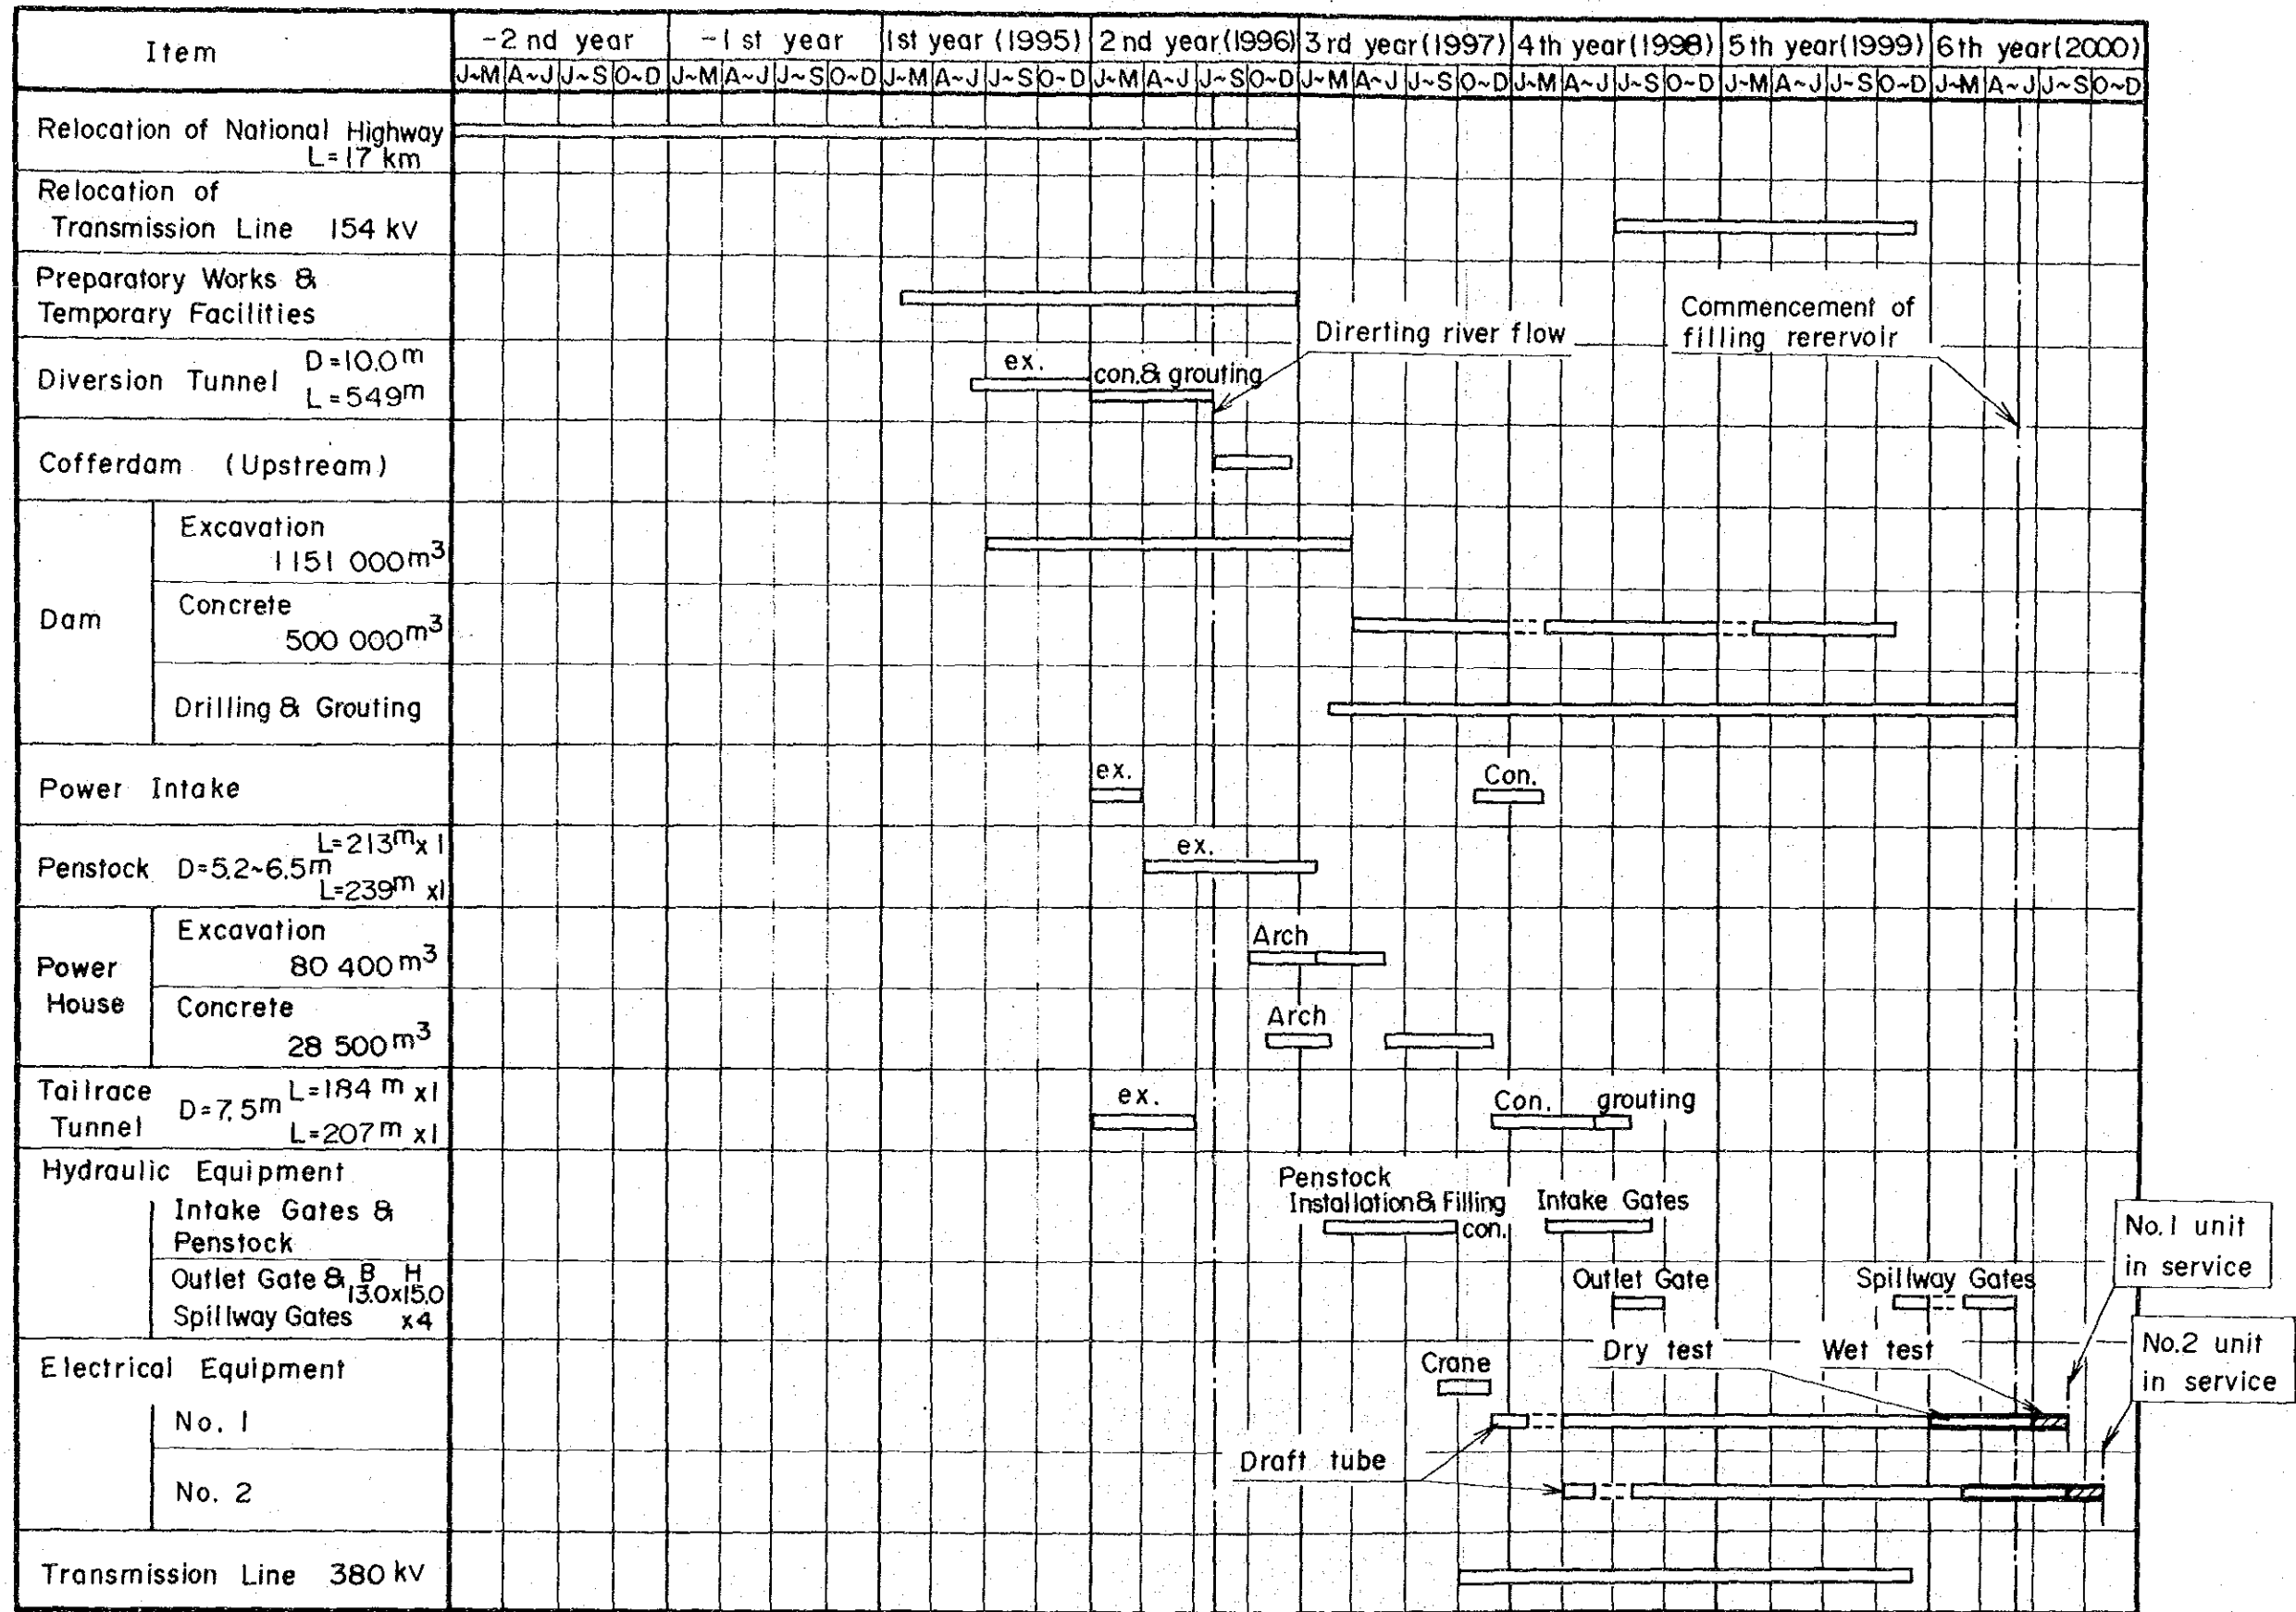 Item
-2 nd year
-1 st year
1st year (1995)
2 nd year (1996)
3 rd year (1997)
4 th year (1998)
5 th year (1999)
6 th year (2000)
J~M A~J J~S O~D J~M A~J J~S O~D J~M A~J J~S O~D J~M A~J J~S O~D J~M A~J J~S O~D J~M A~J J~S O~D J~M A~J J~S O~D J~M A~J J~S O~D
Relocation of National Highway
L=17 km
Relocation of
Transmission Line 154 kV
Preparatory Works &
Temporary Facilities
Commencement of
filling rerervoir
Direrting river flow
Diversion Tunnel D=10.0m
L=549m
ex.
con.& grouting
Cofferdam (Upstream)
Dam
Excavation
1151 000m3
Concrete
500 000m3
Drilling & Grouting
Power Intake
ex.
Con.
Penstock D=5.2~6.5m
L=213m x1
L=239m x1
ex.
Power
House
Excavation
80 400 m3
Arch
Concrete
28 500 m3
Arch
Tailrace
Tunnel
D=7.5m
L=184 m x1
L=207 m x1
ex.
Con.
grouting
Hydraulic Equipment
Intake Gates &
Penstock
Penstock
Installation & Filling
con.
Intake Gates
Outlet Gate & B H
13.0x15.0
Spillway Gates x4
Outlet Gate
Spillway Gates
No.1 unit
in service
No.2 unit
in service
Electrical Equipment
Crane
Dry test
Wet test
No. 1
Draft tube
No. 2
Transmission Line 380 kV